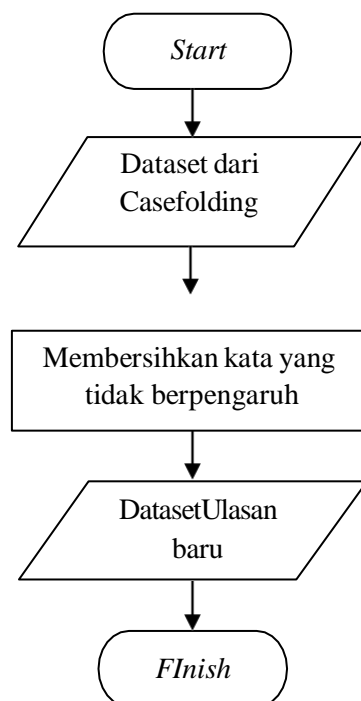 Start
Dataset dari
Casefolding
Membersihkan kata yang
tidak berpengaruh
DatasetUlasan
baru
FInish